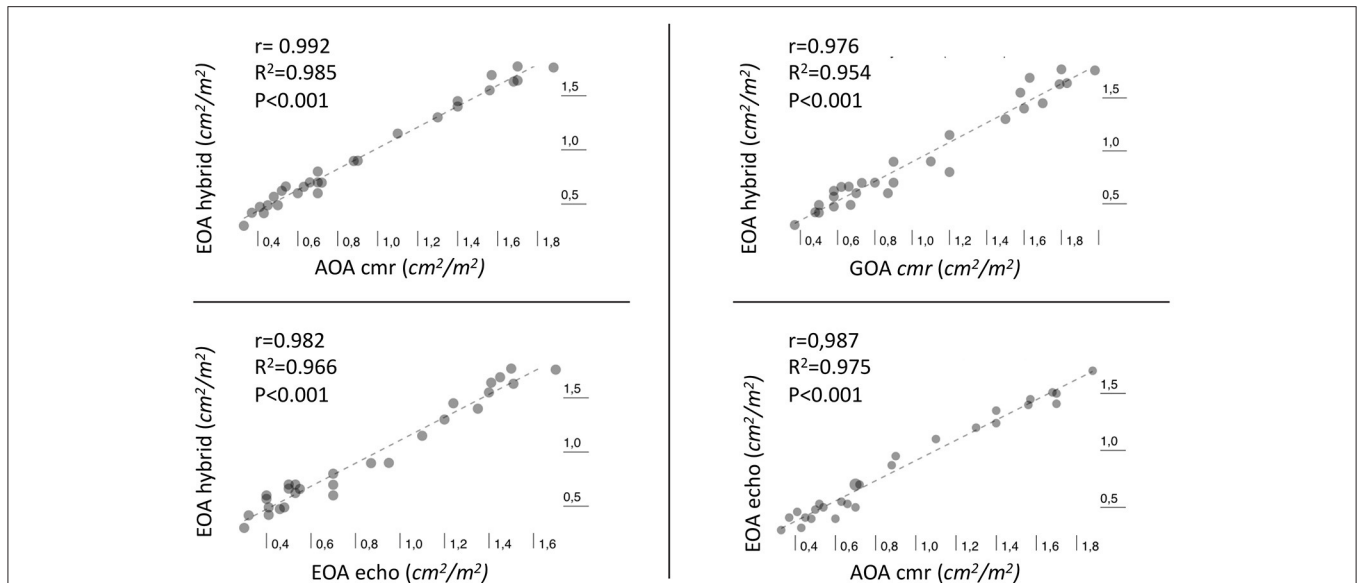 r= 0.992
R²=0.985
P<0.001
EOA hybrid (cm²/m²)
1,5
1,0
0,5
0,4 0,6 0,8 1,0 1,2 1,4 1,6 1,8
AOA cmr (cm²/m²)
r=0.976
R²=0.954
P<0.001
EOA hybrid (cm²/m²)
1,5
1,0
0,5
0,4 0,6 0,8 1,0 1,2 1,4 1,6 1,8 2
GOA cmr (cm²/m²)
r=0.982
R²=0.966
P<0.001
EOA hybrid (cm²/m²)
1,5
1,0
0,5
0,4 0,6 0,8 1,0 1,2 1,4 1,6
EOA echo (cm²/m²)
r=0,987
R²=0.975
P<0.001
EOA echo (cm²/m²)
1,5
1,0
0,5
0,4 0,6 0,8 1,0 1,2 1,4 1,6 1,8
AOA cmr (cm²/m²)